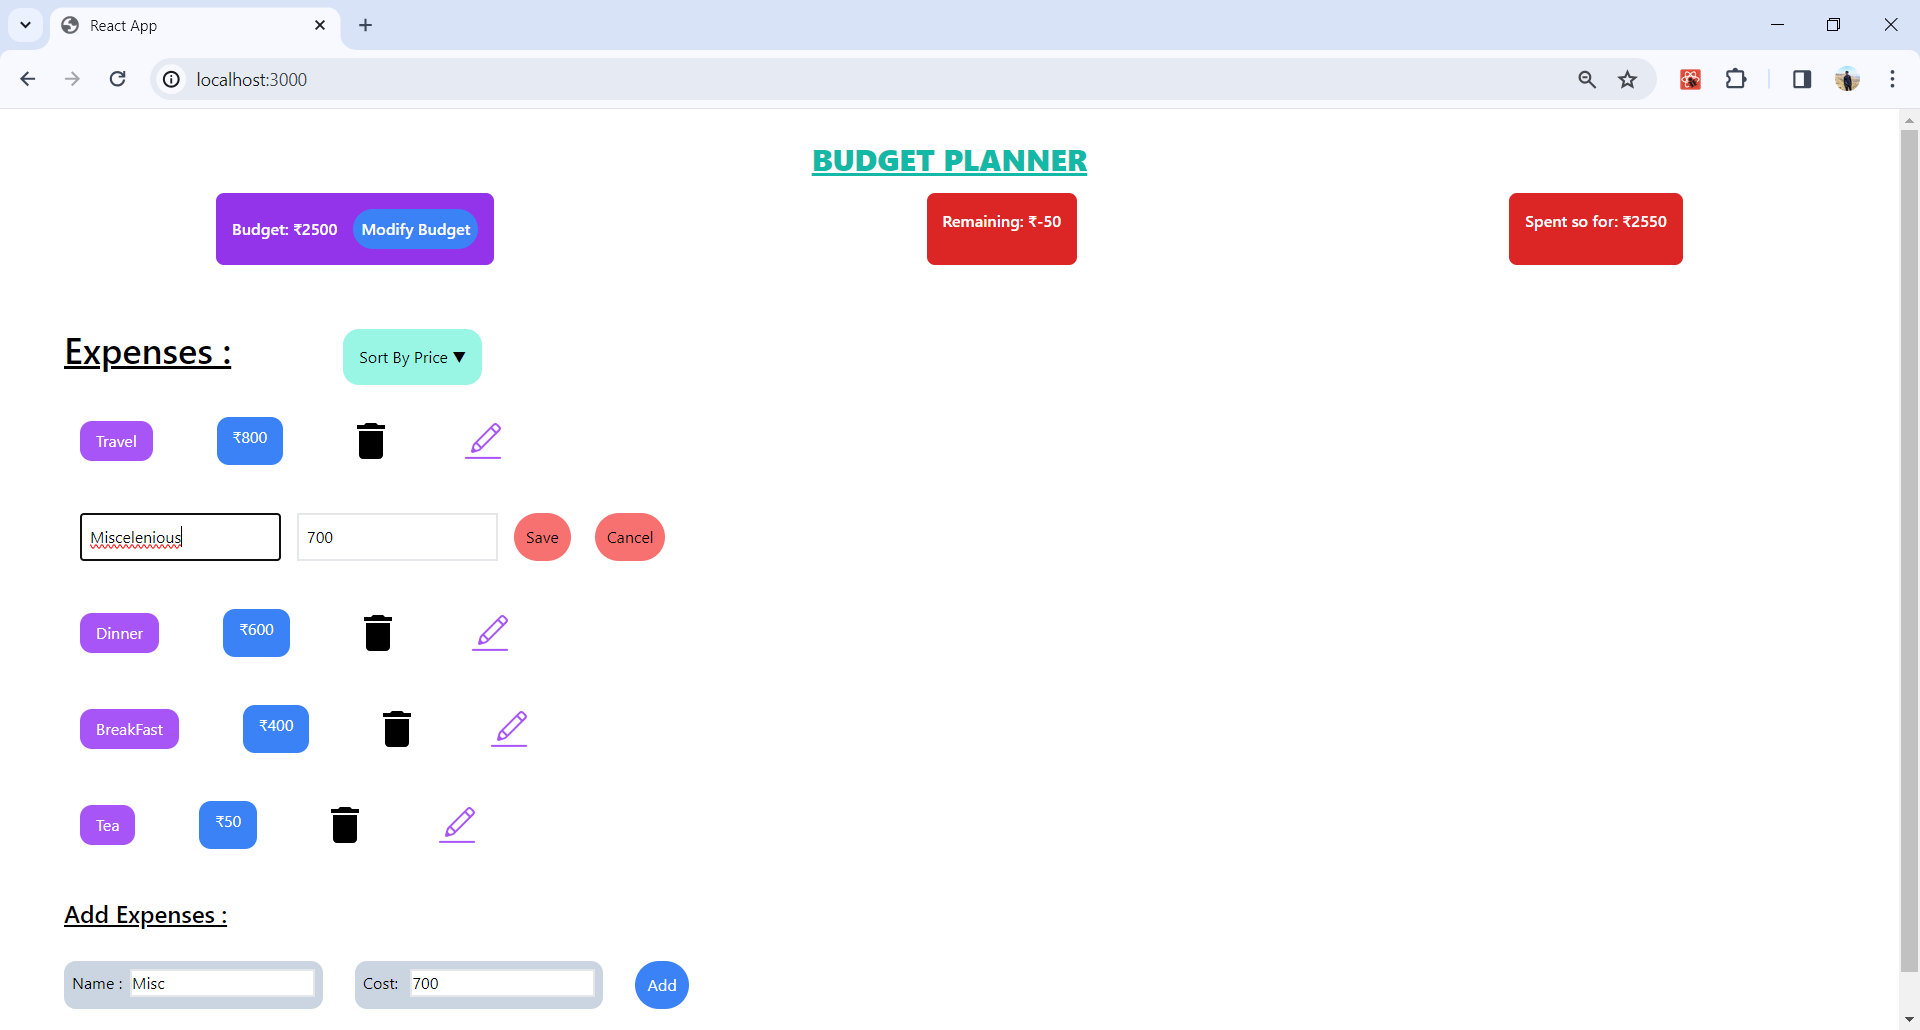 React App
localhost:3000
BUDGET PLANNER
Budget: ₹2500 Modify Budget
Remaining: ₹-50
Spent so for: ₹2550
Expenses :
Sort By Price ▼
Travel ₹800
Miscelenious 700 Save Cancel
Dinner ₹600
BreakFast ₹400
Tea ₹50
Add Expenses :
Name : Misc Cost: 700 Add